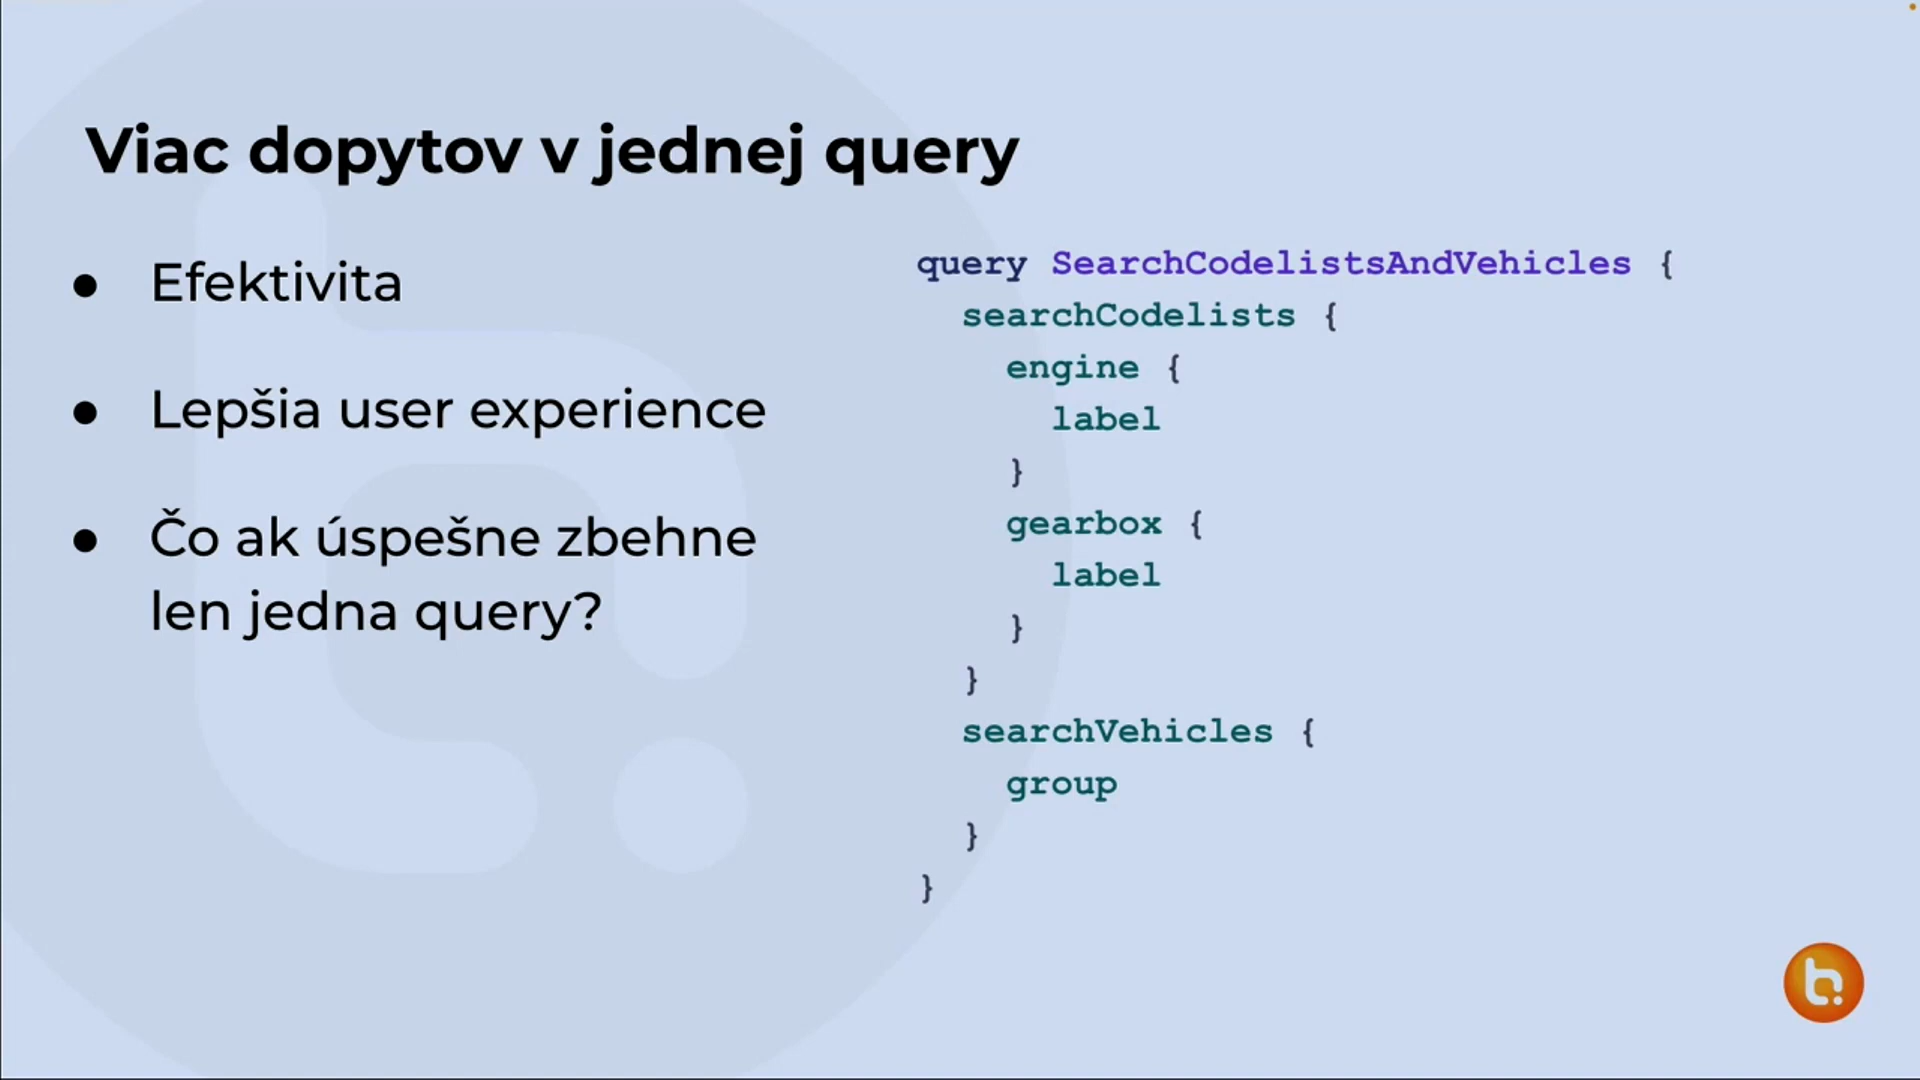 Viac dopytov v jednej query
● Efektivita
● Lepšia user experience
● Čo ak úspešne zbehne
len jedna query?
query SearchCodelistsAndVehicles {
  searchCodelists {
    engine {
      label
    }
    gearbox {
      label
    }
  }
  searchVehicles {
    group
  }
}